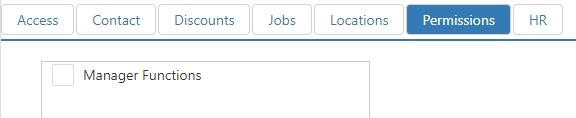 Access Contact Discounts Jobs Locations Permissions HR
Manager Functions